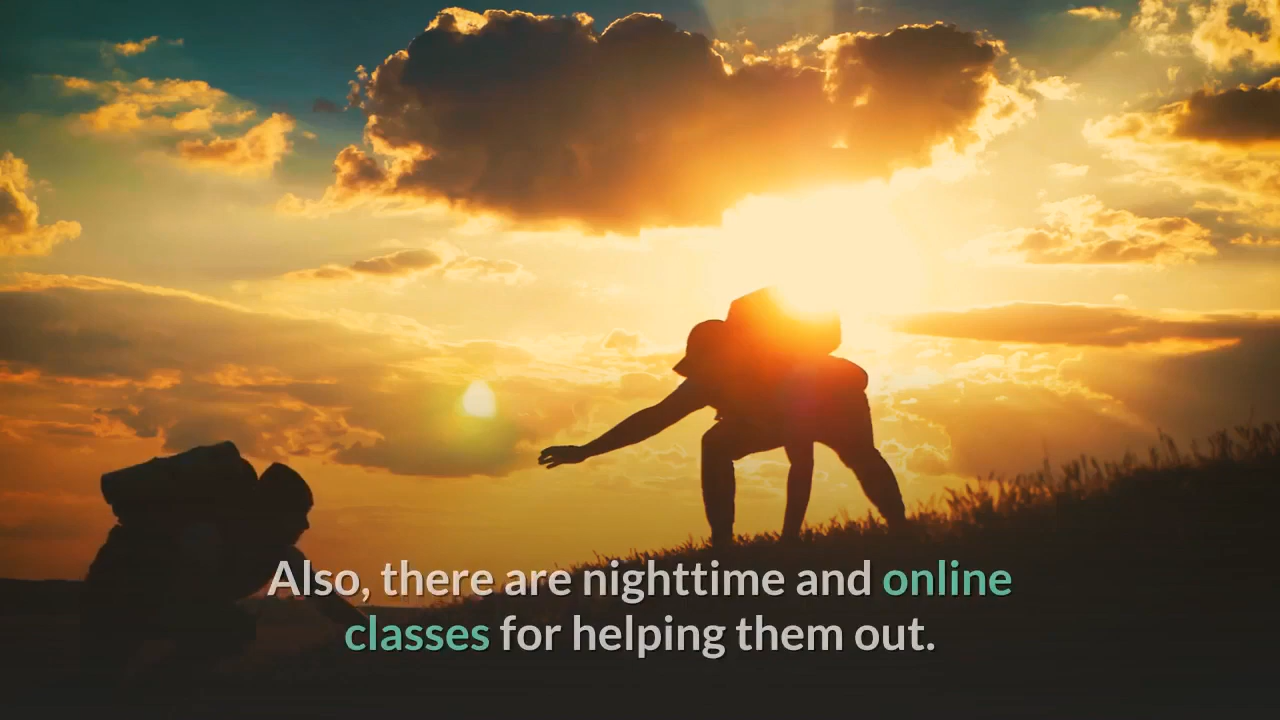 Also, there are nighttime and online
classes for helping them out.